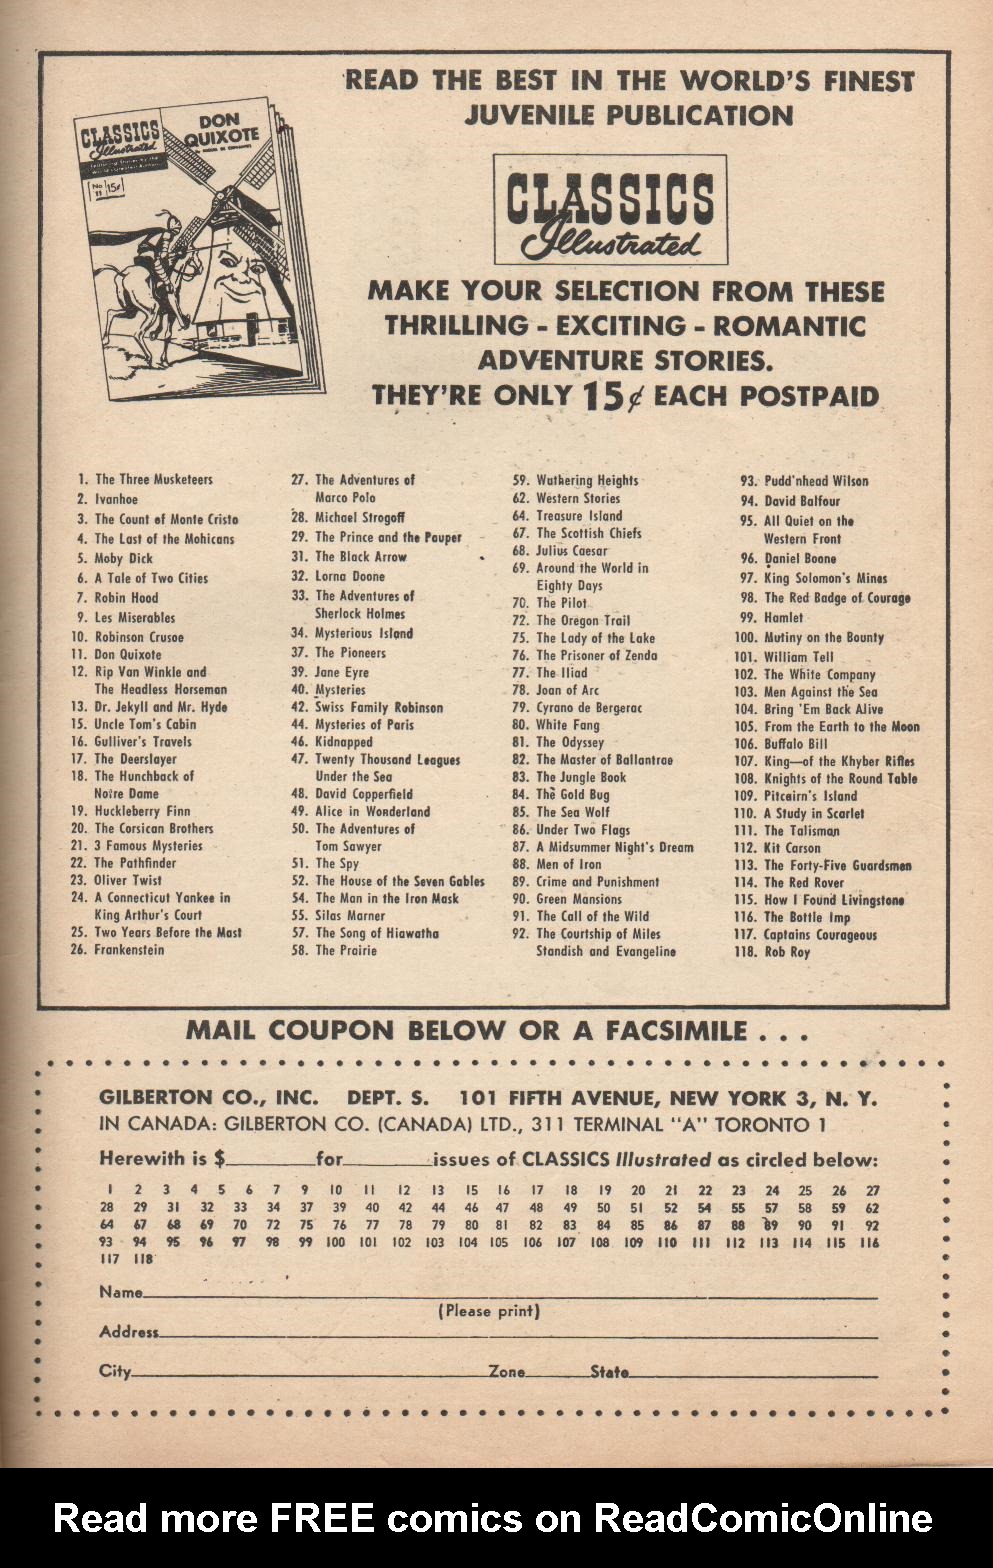 READ THE BEST IN THE WORLD'S FINEST
JUVENILE PUBLICATION
CLASSICS
Illustrated
DON
QUIXOTE
CLASSICS
Illustrated
No
11
15¢
MAKE YOUR SELECTION FROM THESE
THRILLING - EXCITING - ROMANTIC
ADVENTURE STORIES.
THEY'RE ONLY 15¢ EACH POSTPAID
1. The Three Musketeers
2. Ivanhoe
3. The Count of Monte Cristo
4. The Last of the Mohicans
5. Moby Dick
6. A Tale of Two Cities
7. Robin Hood
9. Les Miserables
10. Robinson Crusoe
11. Don Quixote
12. Rip Van Winkle and
The Headless Horseman
13. Dr. Jekyll and Mr. Hyde
15. Uncle Tom's Cabin
16. Gulliver's Travels
17. The Deerslayer
18. The Hunchback of
Notre Dame
19. Huckleberry Finn
20. The Corsican Brothers
21. 3 Famous Mysteries
22. The Pathfinder
23. Oliver Twist
24. A Connecticut Yankee in
King Arthur's Court
25. Two Years Before the Mast
26. Frankenstein
27. The Adventures of
Marco Polo
28. Michael Strogoff
29. The Prince and the Pauper
31. The Black Arrow
32. Lorna Doone
33. The Adventures of
Sherlock Holmes
34. Mysterious Island
37. The Pioneers
39. Jane Eyre
40. Mysteries
42. Swiss Family Robinson
44. Mysteries of Paris
46. Kidnapped
47. Twenty Thousand Leagues
Under the Sea
48. David Copperfield
49. Alice in Wonderland
50. The Adventures of
Tom Sawyer
51. The Spy
52. The House of the Seven Gables
54. The Man in the Iron Mask
55. Silas Marner
57. The Song of Hiawatha
58. The Prairie
59. Wuthering Heights
62. Western Stories
64. Treasure Island
67. The Scottish Chiefs
68. Julius Caesar
69. Around the World in
Eighty Days
70. The Pilot
72. The Oregon Trail
75. The Lady of the Lake
76. The Prisoner of Zenda
77. The Iliad
78. Joan of Arc
79. Cyrano de Bergerac
80. White Fang
81. The Odyssey
82. The Master of Ballantrae
83. The Jungle Book
84. The Gold Bug
85. The Sea Wolf
86. Under Two Flags
87. A Midsummer Night's Dream
88. Men of Iron
89. Crime and Punishment
90. Green Mansions
91. The Call of the Wild
92. The Courtship of Miles
Standish and Evangeline
93. Pudd'nhead Wilson
94. David Balfour
95. All Quiet on the
Western Front
96. Daniel Boone
97. King Solomon's Mines
98. The Red Badge of Courage
99. Hamlet
100. Mutiny on the Bounty
101. William Tell
102. The White Company
103. Men Against the Sea
104. Bring 'Em Back Alive
105. From the Earth to the Moon
106. Buffalo Bill
107. King—of the Khyber Rifles
108. Knights of the Round Table
109. Pitcairn's Island
110. A Study in Scarlet
111. The Talisman
112. Kit Carson
113. The Forty-Five Guardsmen
114. The Red Rover
115. How I Found Livingstone
116. The Bottle Imp
117. Captains Courageous
118. Rob Roy
MAIL COUPON BELOW OR A FACSIMILE . . .
GILBERTON CO., INC. DEPT. S. 101 FIFTH AVENUE, NEW YORK 3, N. Y.
IN CANADA: GILBERTON CO. (CANADA) LTD., 311 TERMINAL "A" TORONTO 1
Herewith is $________for________issues of CLASSICS Illustrated as circled below:
1 2 3 4 5 6 7 9 10 11 12 13 15 16 17 18 19 20 21 22 23 24 25 26 27
28 29 31 32 33 34 37 39 40 42 44 46 47 48 49 50 51 52 54 55 57 58 59 62
64 67 68 69 70 72 75 76 77 78 79 80 81 82 83 84 85 86 87 88 89 90 91 92
93 94 95 96 97 98 99 100 101 102 103 104 105 106 107 108 109 110 111 112 113 114 115 116
117 118
Name
(Please print)
Address
City Zone State
Read more FREE comics on ReadComicOnline